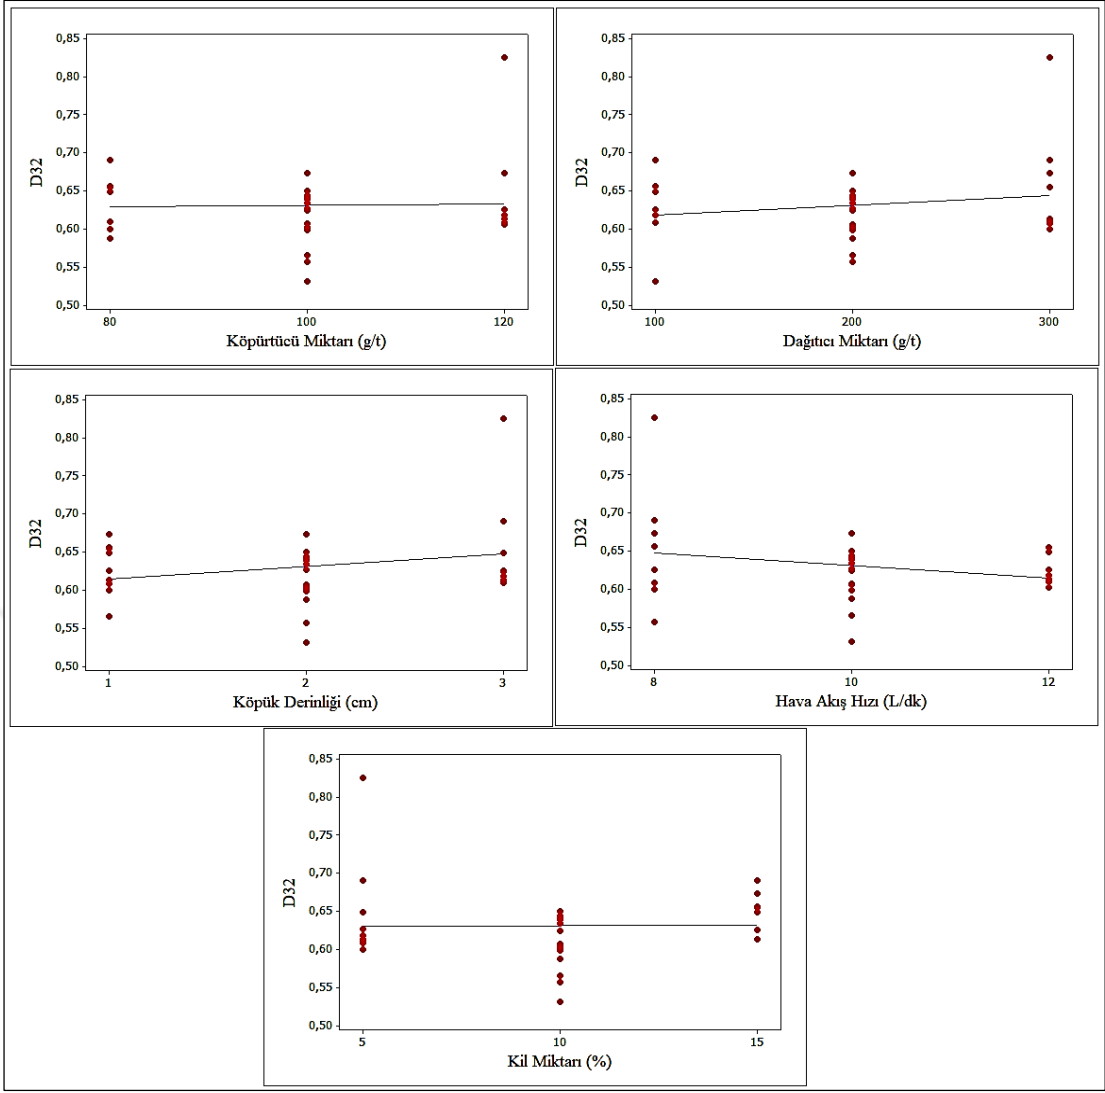 0,85
0,80
0,75
0,70
0,65
0,60
0,55
0,50
D32
80 100 120
Köpürtücü Miktarı (g/t)
0,85
0,80
0,75
0,70
0,65
0,60
0,55
0,50
D32
100 200 300
Dağıtıcı Miktarı (g/t)
0,85
0,80
0,75
0,70
0,65
0,60
0,55
0,50
D32
1 2 3
Köpük Derinliği (cm)
0,85
0,80
0,75
0,70
0,65
0,60
0,55
0,50
D32
8 10 12
Hava Akış Hızı (L/dk)
0,85
0,80
0,75
0,70
0,65
0,60
0,55
0,50
D32
5 10 15
Kil Miktarı (%)